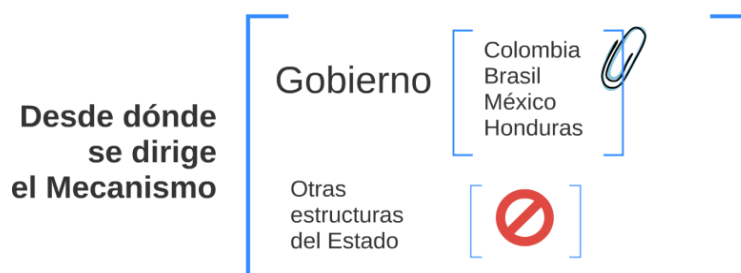 Desde dónde
se dirige
el Mecanismo
Gobierno
Colombia
Brasil
México
Honduras
Otras
estructuras
del Estado